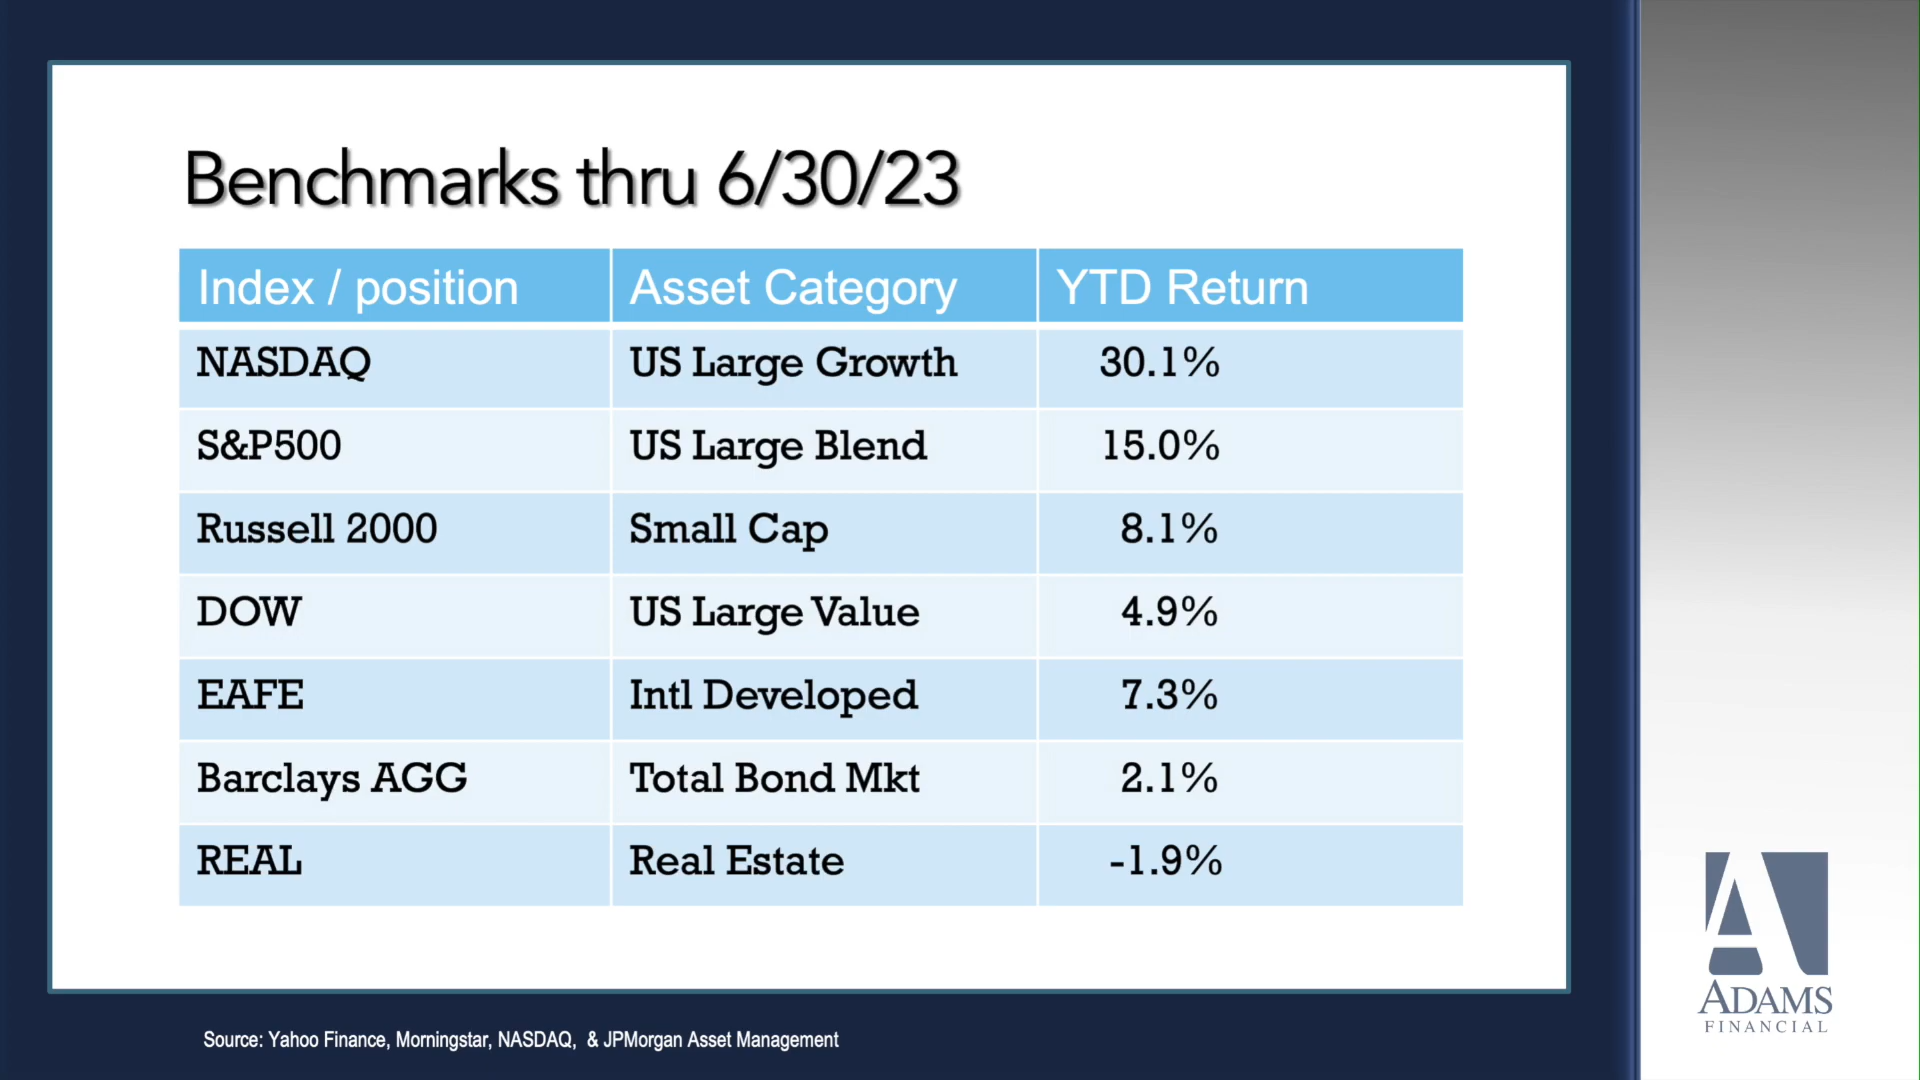 Benchmarks thru 6/30/23
Index / position Asset Category YTD Return
NASDAQ US Large Growth 30.1%
S&P500 US Large Blend 15.0%
Russell 2000 Small Cap 8.1%
DOW US Large Value 4.9%
EAFE Intl Developed 7.3%
Barclays AGG Total Bond Mkt 2.1%
REAL Real Estate -1.9%
Source: Yahoo Finance, Morningstar, NASDAQ, & JPMorgan Asset Management
A
ADAMS
FINANCIAL